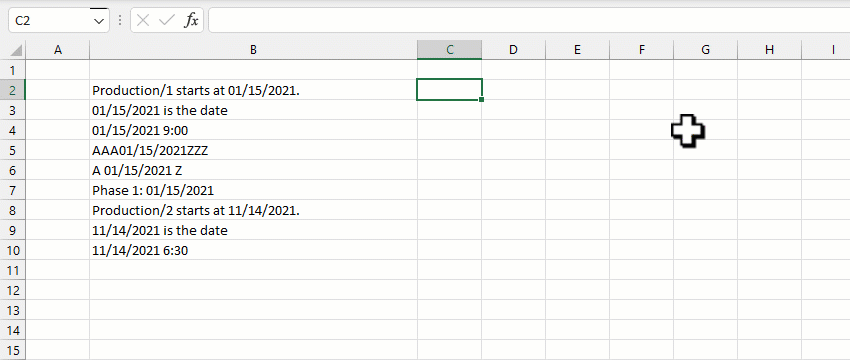 C2 fx
A B C D E F G H I
1
2 Production/1 starts at 01/15/2021.
3 01/15/2021 is the date
4 01/15/2021 9:00
5 AAA01/15/2021ZZZ
6 A 01/15/2021 Z
7 Phase 1: 01/15/2021
8 Production/2 starts at 11/14/2021.
9 11/14/2021 is the date
10 11/14/2021 6:30
11
12
13
14
15